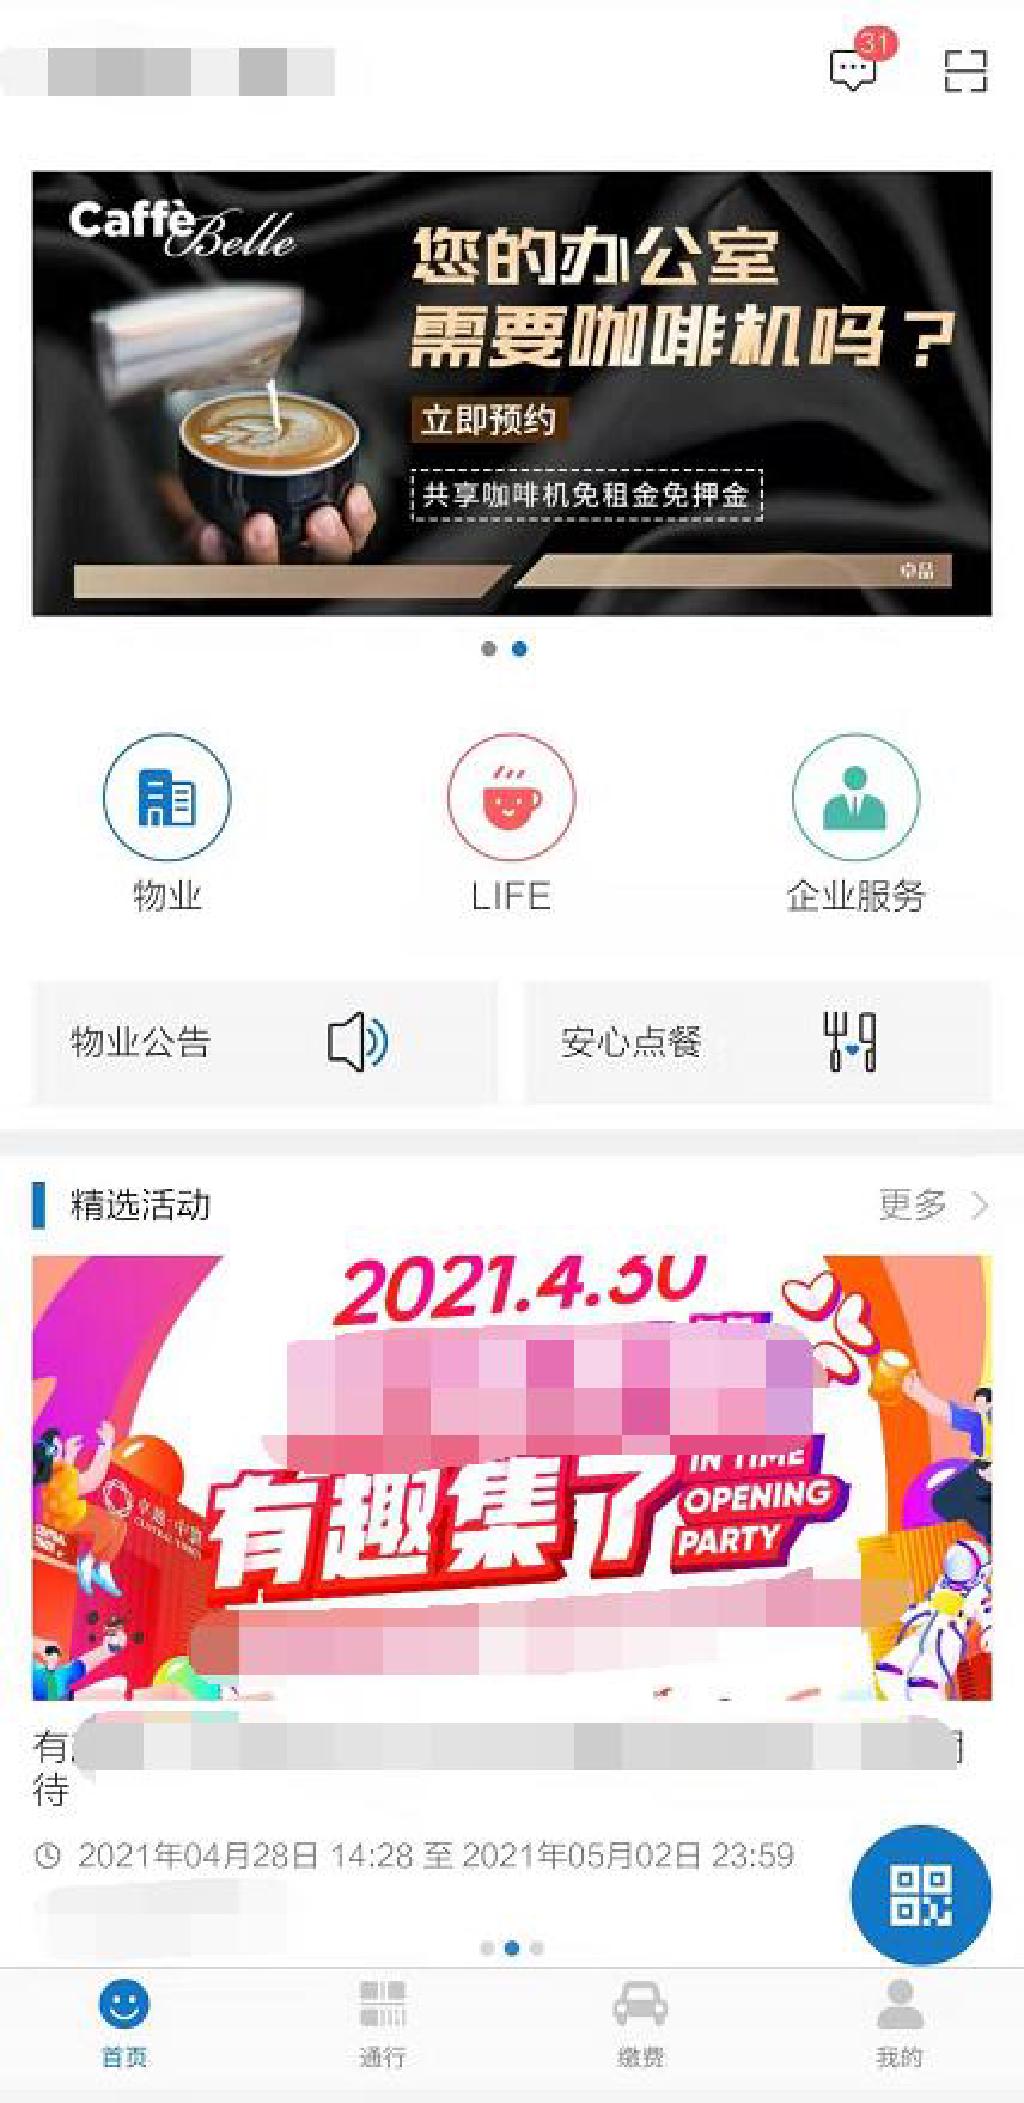 31
Caffè
Belle
您的办公室
需要咖啡机吗？
立即预约
共享咖啡机免租金免押金
卓品
物业
LIFE
企业服务
物业公告
安心点餐
精选活动
更多
2021.4.30
有趣集了
IN TIME
OPENING
PARTY
有
待
2021年04月28日 14:28 至 2021年05月02日 23:59
首页
通行
缴费
我的